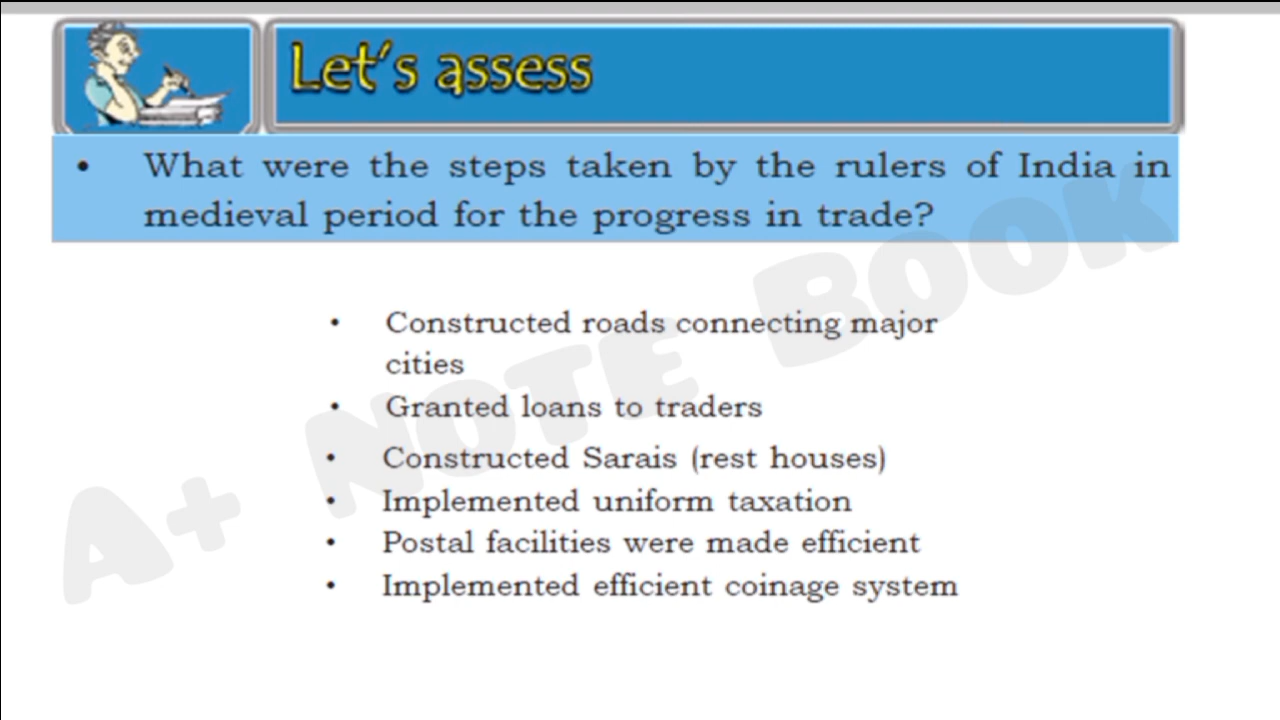 Let's assess
• What were the steps taken by the rulers of India in
medieval period for the progress in trade?
• Constructed roads connecting major
cities
• Granted loans to traders
• Constructed Sarais (rest houses)
• Implemented uniform taxation
• Postal facilities were made efficient
• Implemented efficient coinage system
A+ NOTE BOOK